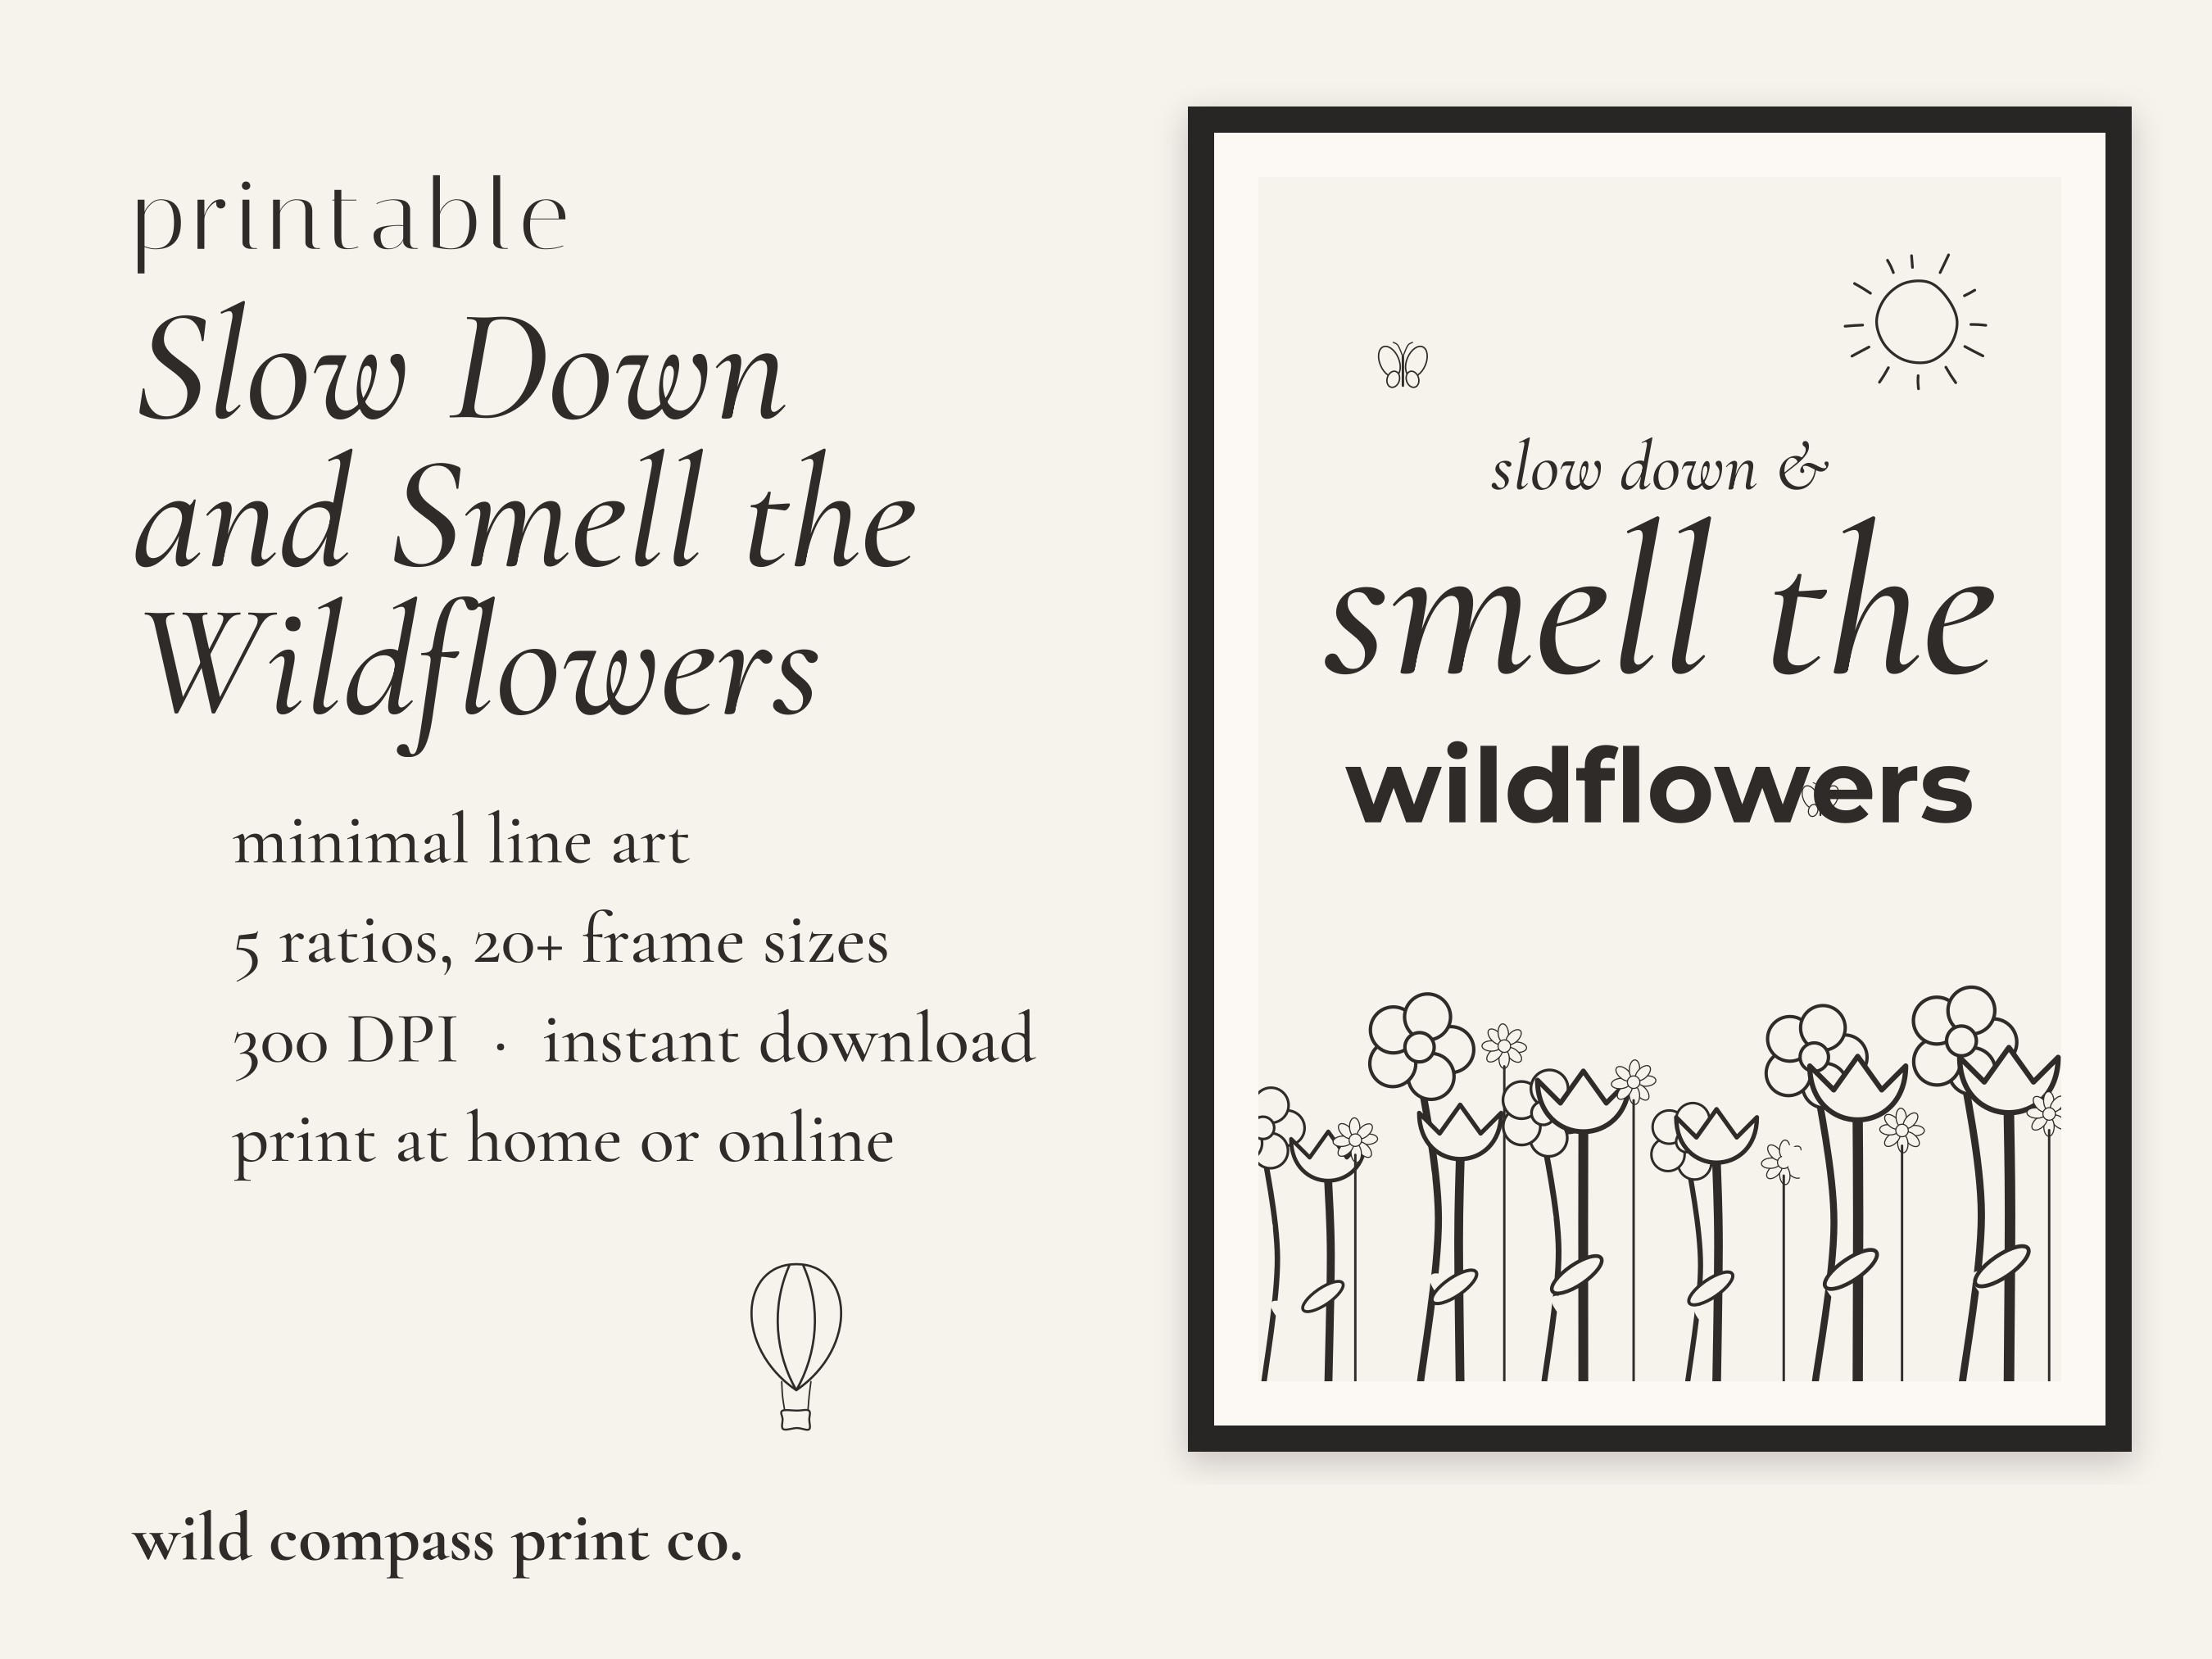 printable
Slow Down
and Smell the
Wildflowers
minimal line art
5 ratios, 20+ frame sizes
300 DPI · instant download
print at home or online
wild compass print co.
slow down &
smell the
wildflowers